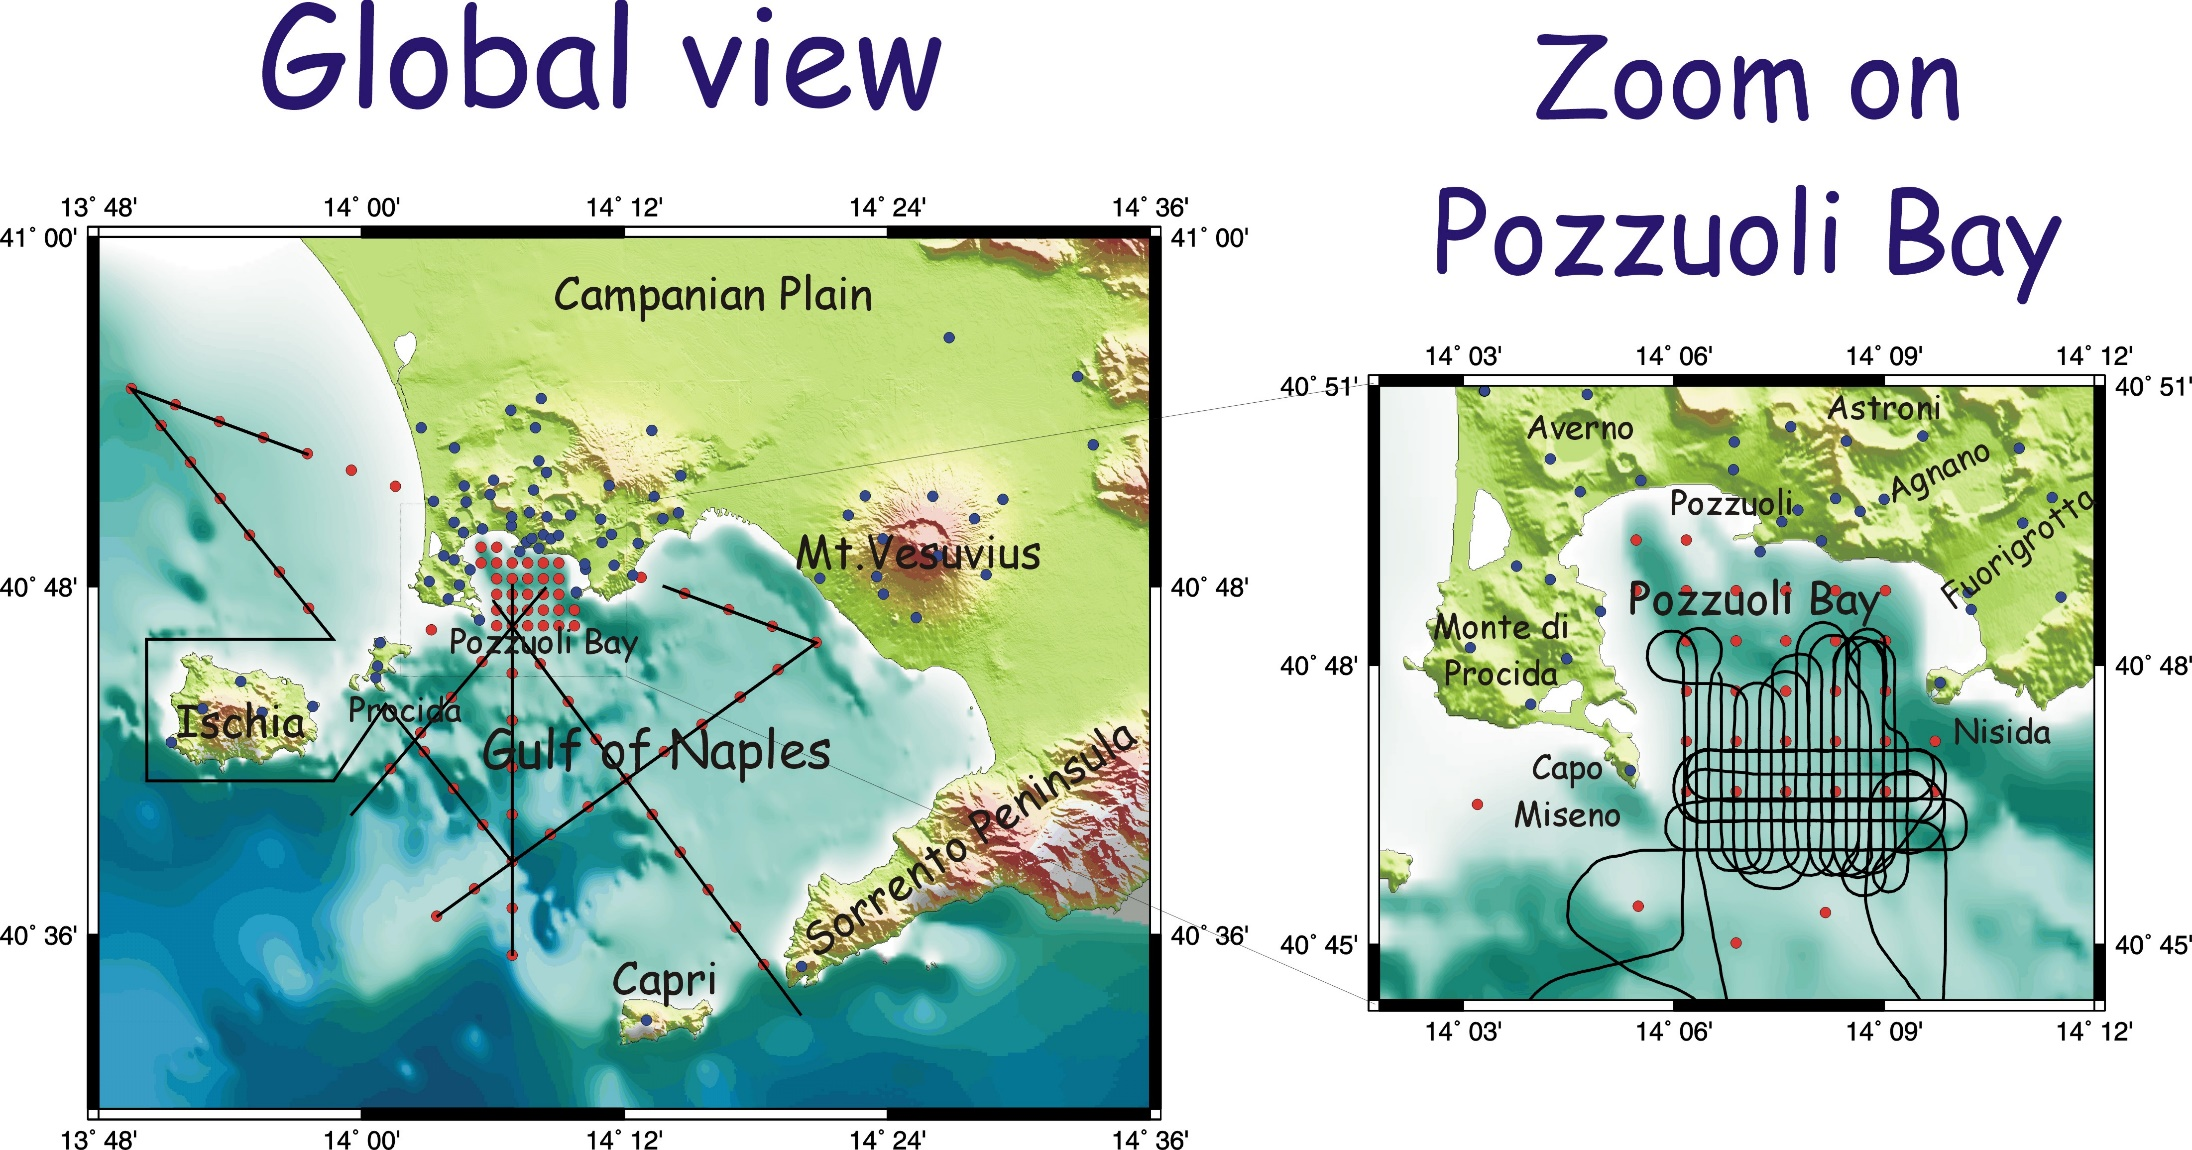 Global view
Zoom on
Pozzuoli Bay
13° 48'
14° 00'
14° 12'
14° 24'
14° 36'
41° 00'
41° 00'
Campanian Plain
Mt.Vesuvius
40° 48'
Pozzuoli Bay
Procida
Ischia
Gulf of Naples
Sorrento Peninsula
40° 36'
40° 36'
Capri
13° 48'
14° 00'
14° 12'
14° 24'
14° 36'
14° 03'
14° 06'
14° 09'
14° 12'
40° 51'
40° 51'
Astroni
Averno
Agnano
Pozzuoli
Fuorigrotta
Pozzuoli Bay
Monte di
Procida
40° 48'
40° 48'
Nisida
Capo
Miseno
40° 45'
40° 45'
14° 03'
14° 06'
14° 09'
14° 12'